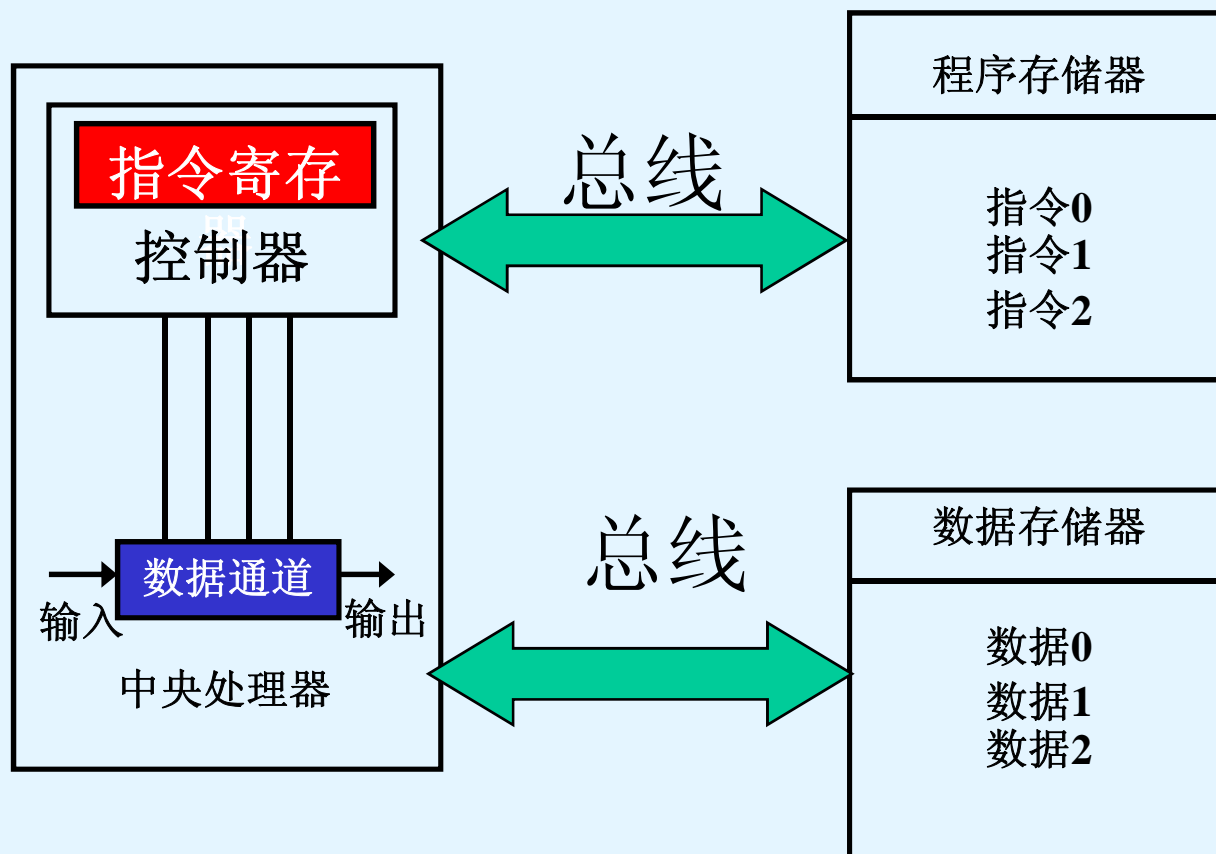 指令寄存
器
控制器
数据通道
输入
输出
中央处理器
总线
总线
程序存储器
指令0
指令1
指令2
数据存储器
数据0
数据1
数据2